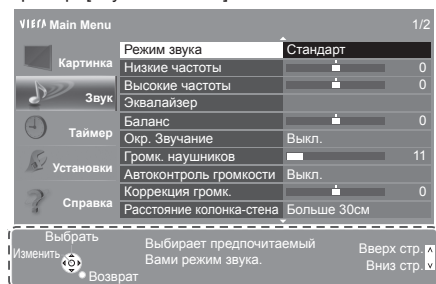 VIErA Main Menu 1/2
Картинка
Звук
Таймер
Установки
Справка
Режим звука Стандарт
Низкие частоты 0
Высокие частоты 0
Эквалайзер
Баланс 0
Окр. Звучание Выкл.
Громк. наушников 11
Автоконтроль громкости Выкл.
Коррекция громк. 0
Расстояние колонка-стена Больше 30см
Выбрать
Изменить
Возврат
Выбирает предпочитаемый
Вами режим звука.
Вверх стр.
Вниз стр.